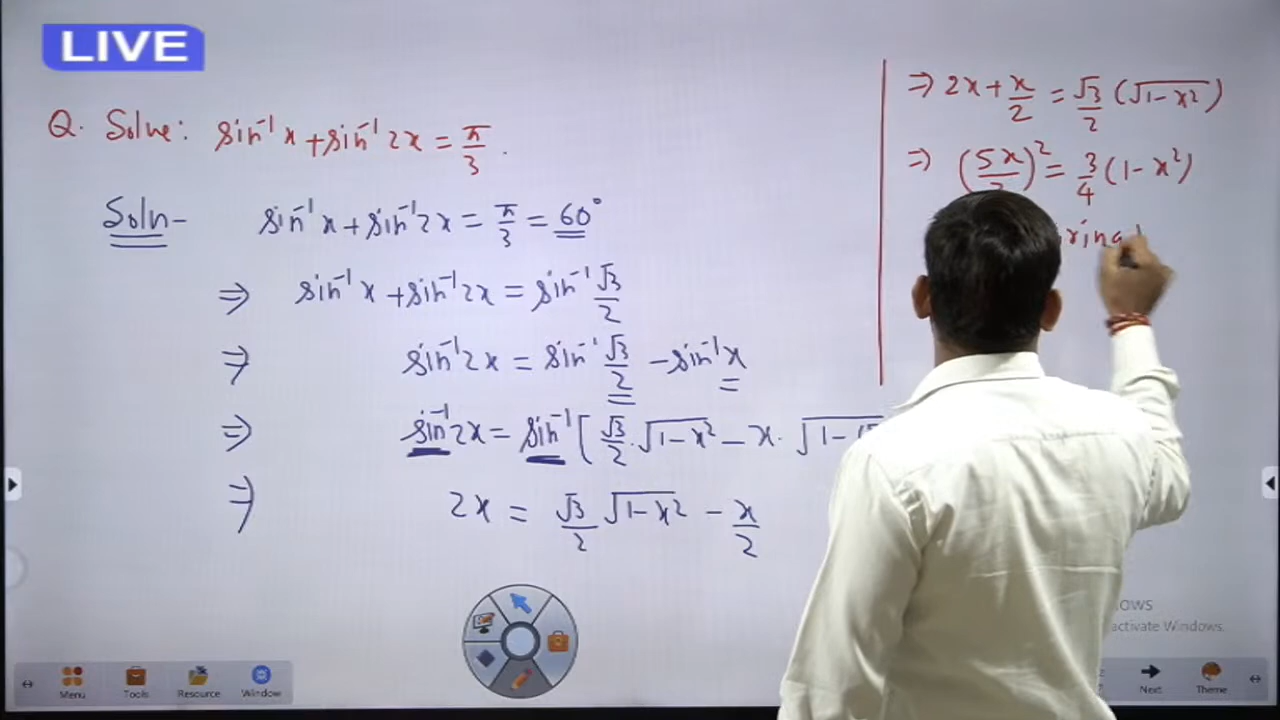 LIVE
Q. Solve: sin⁻¹x + sin⁻¹2x = π/3.
Soln- sin⁻¹x + sin⁻¹2x = π/3 = 60°
⇒ sin⁻¹x + sin⁻¹2x = sin⁻¹ √3/2
⇒ sin⁻¹2x = sin⁻¹ √3/2 - sin⁻¹x
⇒ sin⁻¹2x = sin⁻¹[√3/2 · √1-x² - x · √1-(
⇒ 2x = √3/2 √1-x² - x/2
⇒ 2x + x/2 = √3/2 (√1-x²)
⇒ (5x/2)² = 3/4 (1-x²)
Menu
Tools
Resource
Window
activate Windows.
Next
Theme